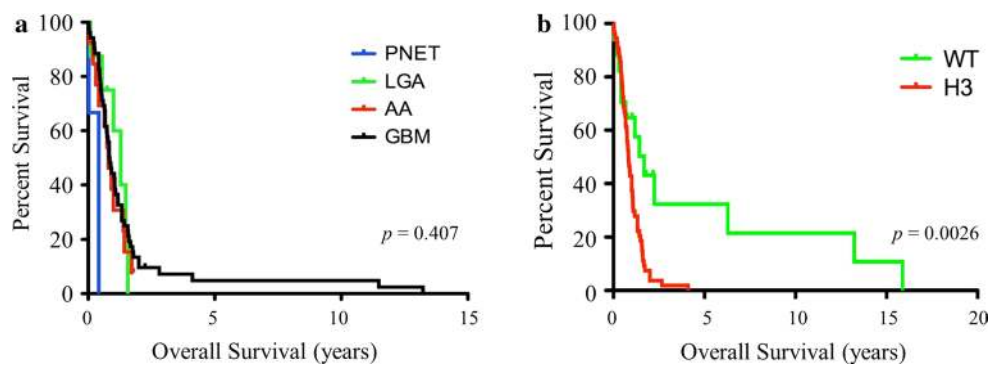 a
100
80
60
40
20
0
Percent Survival
PNET
LGA
AA
GBM
p = 0.407
0 5 10 15
Overall Survival (years)
b
100
80
60
40
20
0
Percent Survival
WT
H3
p = 0.0026
0 5 10 15 20
Overall Survival (years)